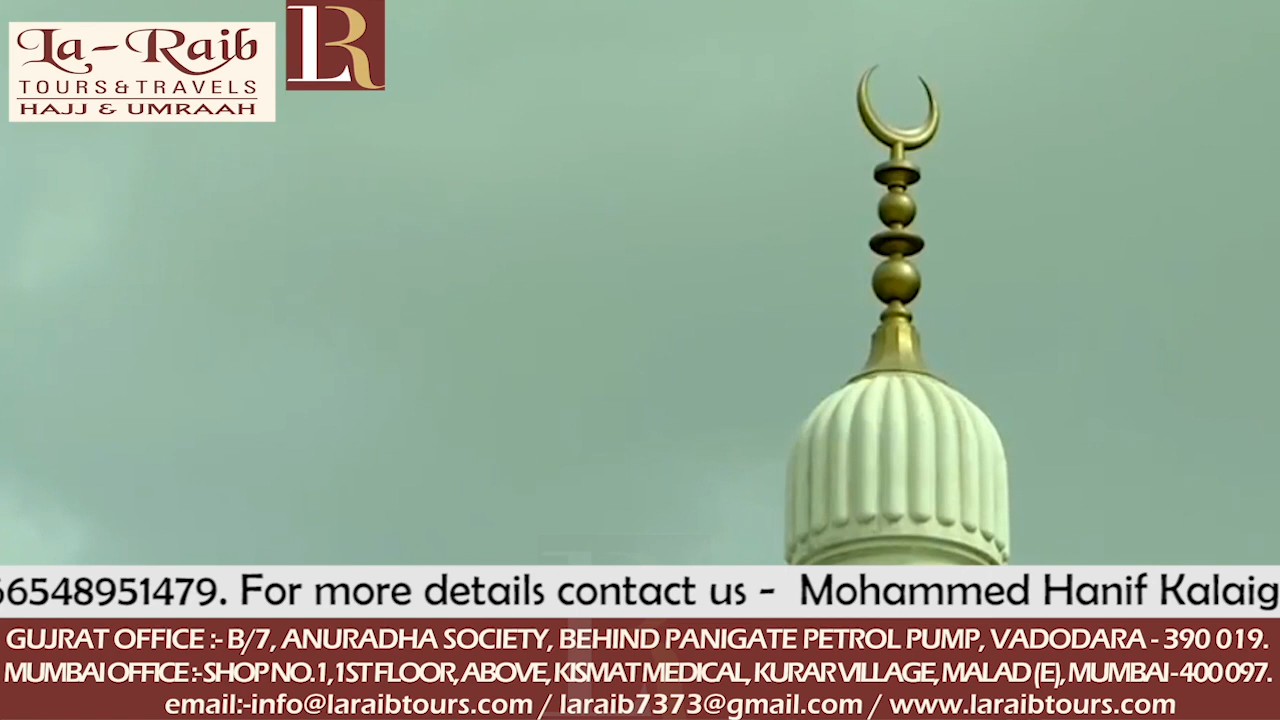 La-Raib
TOURS & TRAVELS
HAJJ & UMRAAH
LR
66548951479. For more details contact us - Mohammed Hanif Kalaig
GUJRAT OFFICE :- B/7, ANURADHA SOCIETY, BEHIND PANIGATE PETROL PUMP, VADODARA - 390 019.
MUMBAI OFFICE :- SHOP NO. 1, 1ST FLOOR, ABOVE, KISMAT MEDICAL, KURAR VILLAGE, MALAD (E), MUMBAI - 400 097.
email:-info@laraibtours.com / laraib7373@gmail.com / www.laraibtours.com